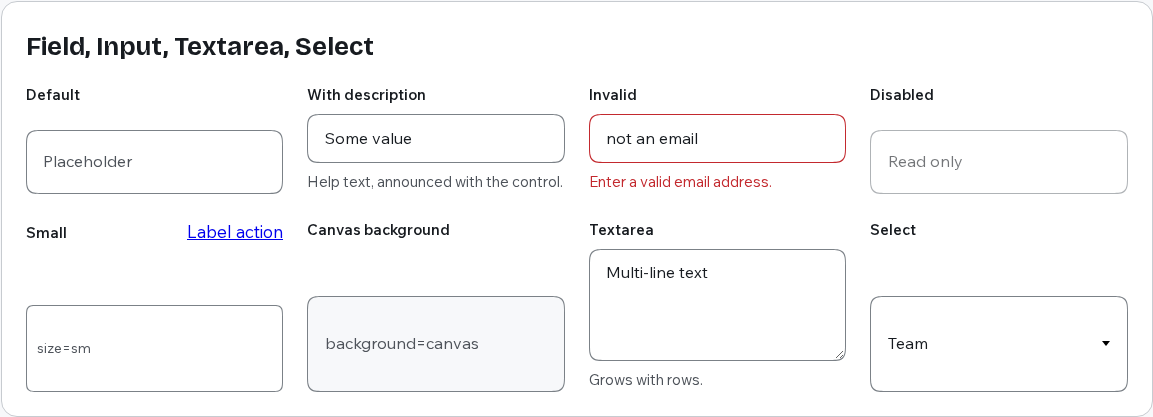 Field, Input, Textarea, Select
Default
With description
Invalid
Disabled
Placeholder
Some value
not an email
Read only
Help text, announced with the control.
Enter a valid email address.
Small
Label action
Canvas background
Textarea
Select
Multi-line text
size=sm
background=canvas
Team
Grows with rows.